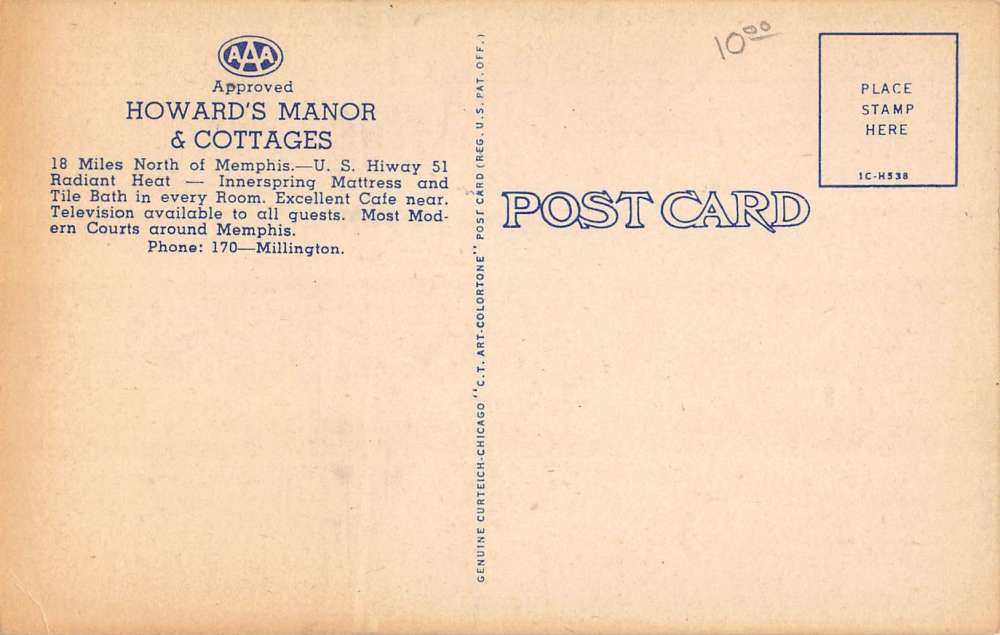 AAA
Approved
HOWARD'S MANOR
& COTTAGES
18 Miles North of Memphis.—U. S. Hiway 51
Radiant Heat — Innerspring Mattress and
Tile Bath in every Room. Excellent Cafe near.
Television available to all guests. Most Mod-
ern Courts around Memphis.
Phone: 170—Millington.
GENUINE CURTEICH-CHICAGO "C.T. ART-COLORTONE" POST CARD (REG. U.S. PAT. OFF.)
10.00
POST CARD
PLACE
STAMP
HERE
1C-H538